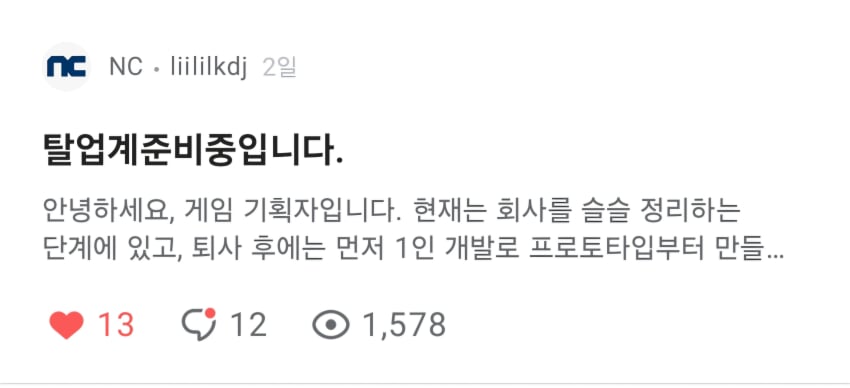 nc NC · liililkdj 2일
탈업계준비중입니다.
안녕하세요, 게임 기획자입니다. 현재는 회사를 슬슬 정리하는
단계에 있고, 퇴사 후에는 먼저 1인 개발로 프로토타입부터 만들...
13 12 1,578